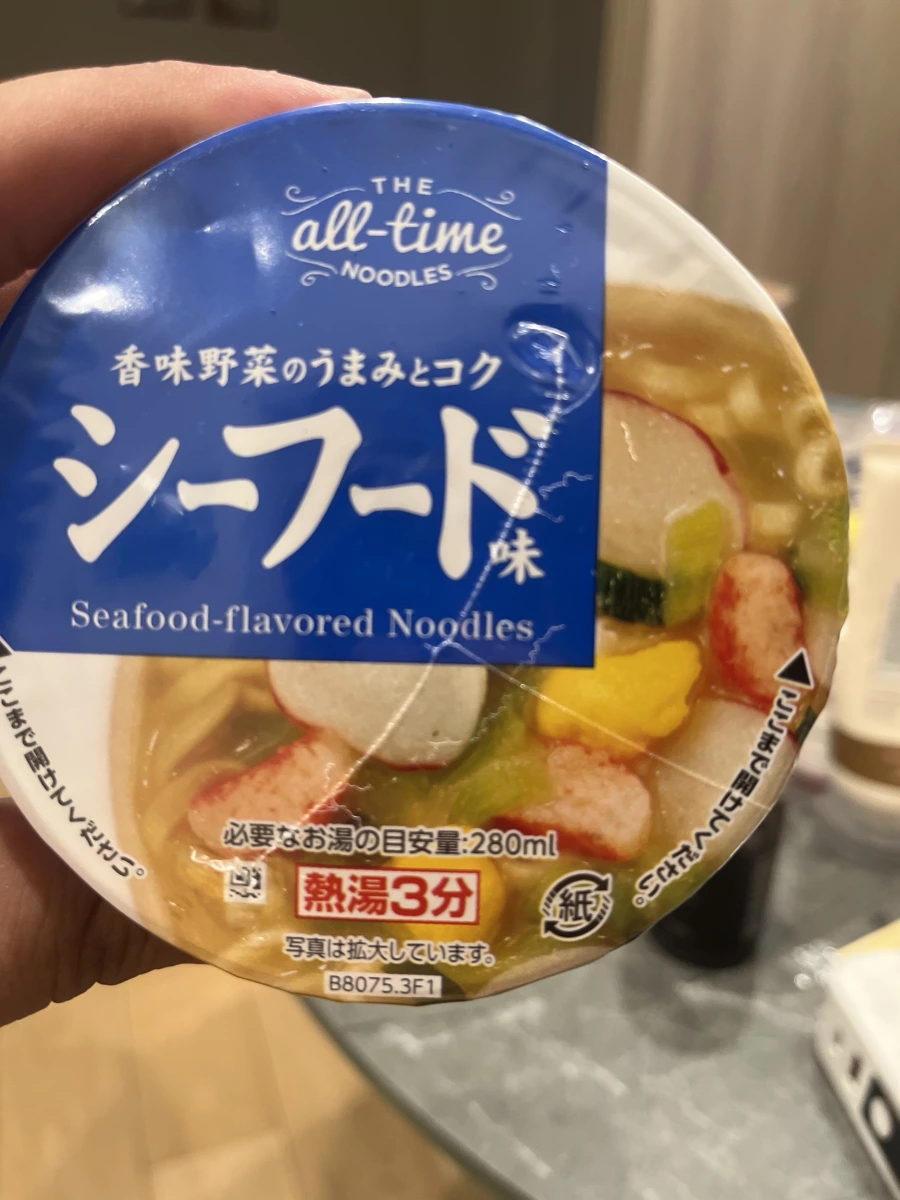 THE
all-time
NOODLES
香味野菜のうまみとコク
シーフード味
Seafood-flavored Noodles
ここまで開けてください。
ここまで開けてください。
必要なお湯の目安量:280ml
熱湯3分
紙
写真は拡大しています。
B8075.3F1